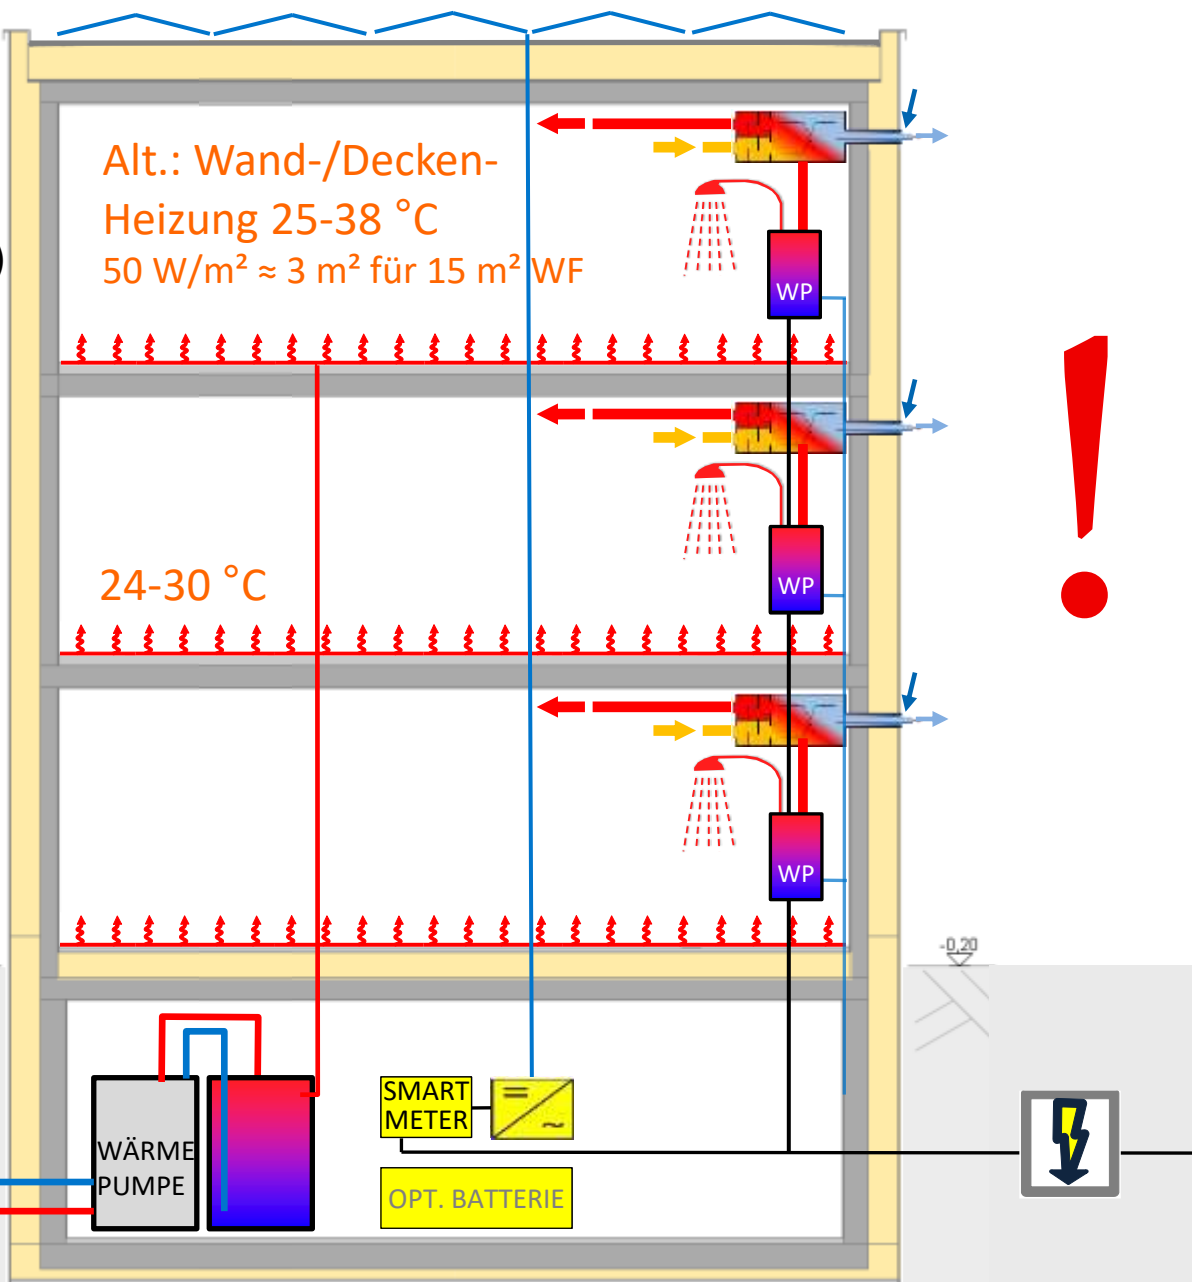 Alt.: Wand-/Decken-
Heizung 25-38 °C
50 W/m² ≈ 3 m² für 15 m² WF
WP
24-30 °C
WP
WP
-0,20
SMART
METER
WÄRME
PUMPE
OPT. BATTERIE
!
)